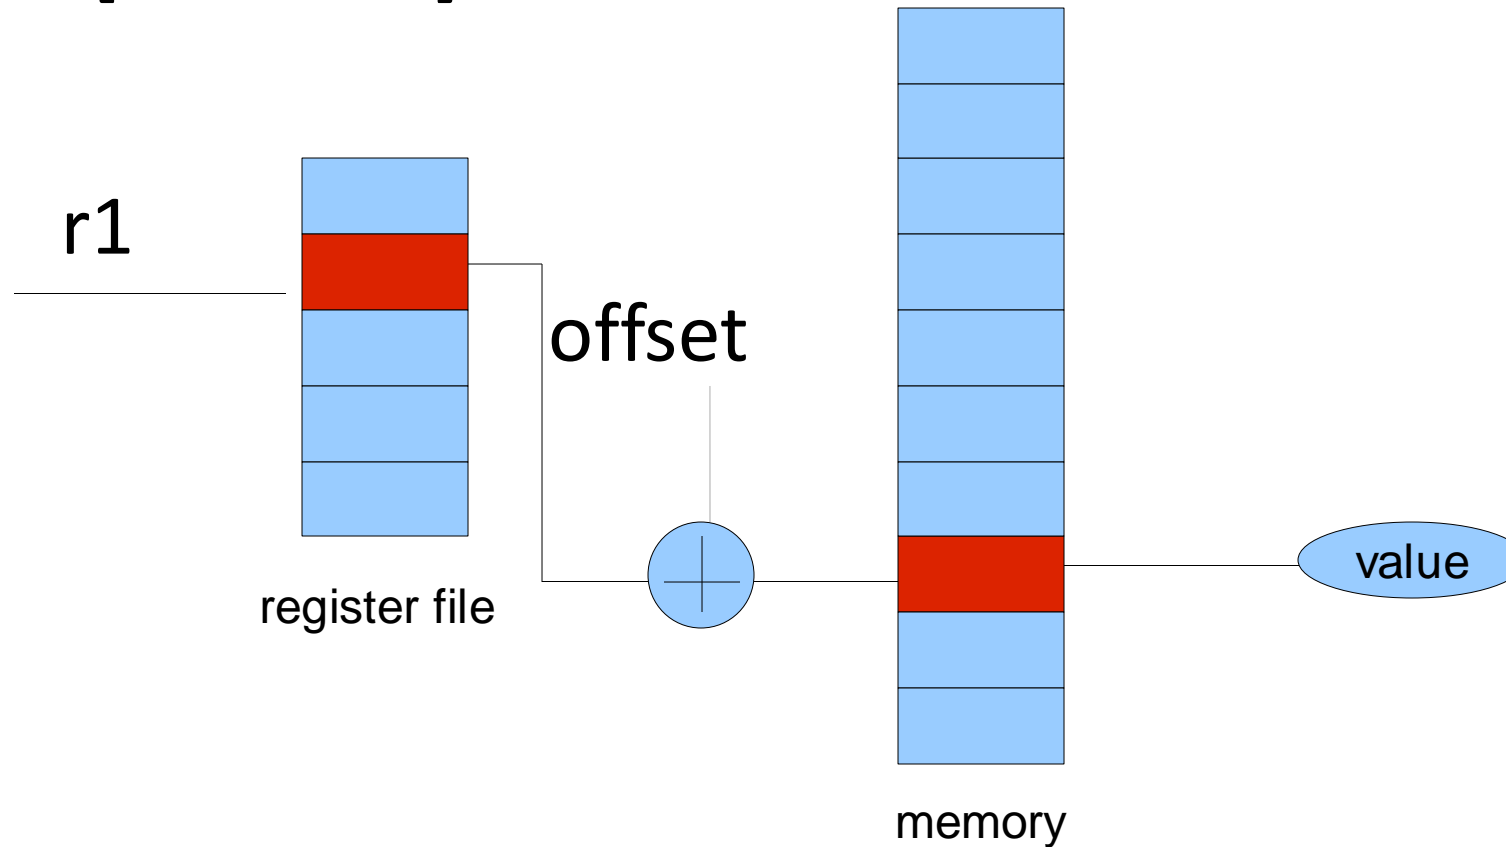 r1
offset
value
register file
memory